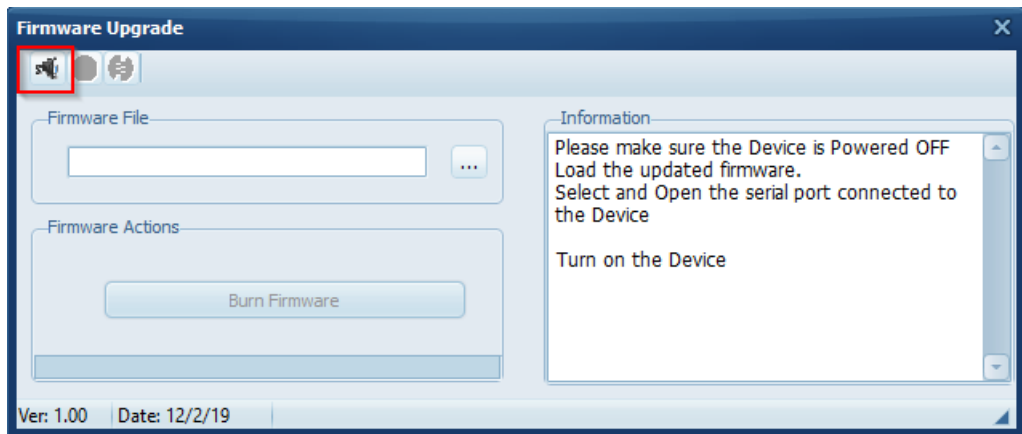 Firmware Upgrade
Firmware File
...
Firmware Actions
Burn Firmware
Information
Please make sure the Device is Powered OFF
Load the updated firmware.
Select and Open the serial port connected to
the Device
Turn on the Device
Ver: 1.00
Date: 12/2/19